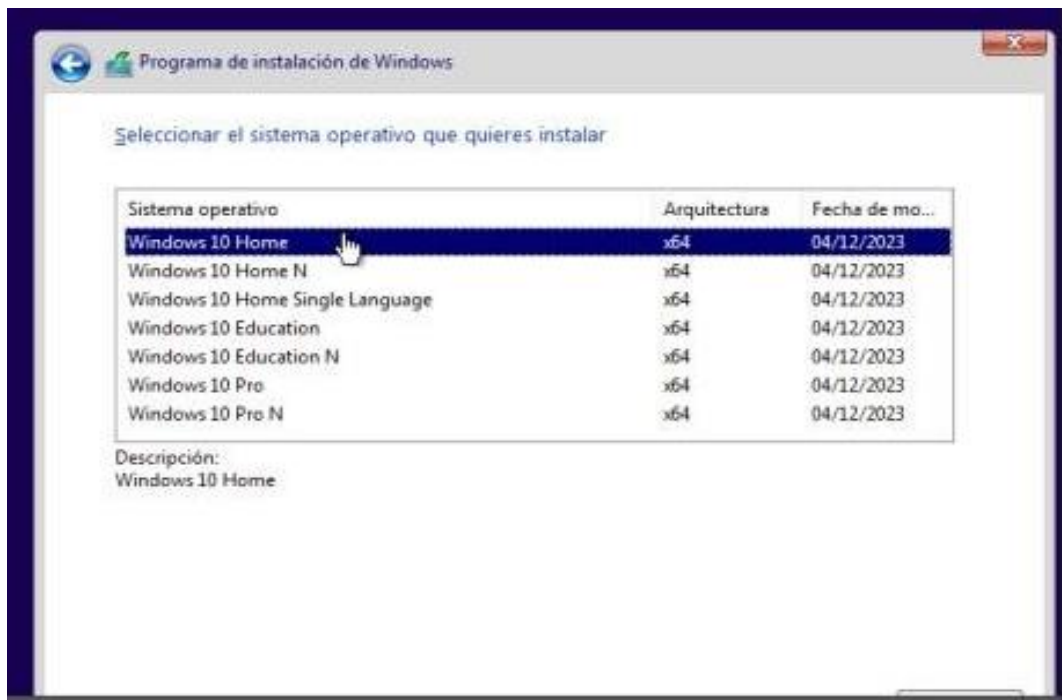 Programa de instalación de Windows
Seleccionar el sistema operativo que quieres instalar
Sistema operativo Arquitectura Fecha de mo...
Windows 10 Home x64 04/12/2023
Windows 10 Home N x64 04/12/2023
Windows 10 Home Single Language x64 04/12/2023
Windows 10 Education x64 04/12/2023
Windows 10 Education N x64 04/12/2023
Windows 10 Pro x64 04/12/2023
Windows 10 Pro N x64 04/12/2023
Descripción:
Windows 10 Home